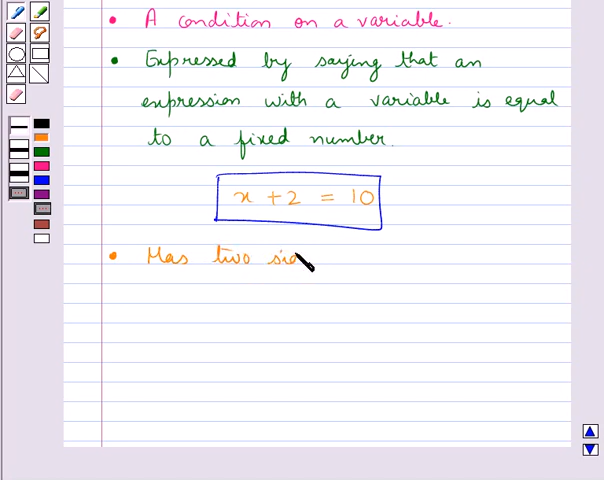 • A condition on a variable.
• Expressed by saying that an
expression with a variable is equal
to a fixed number.
x + 2 = 10
• Has two sid